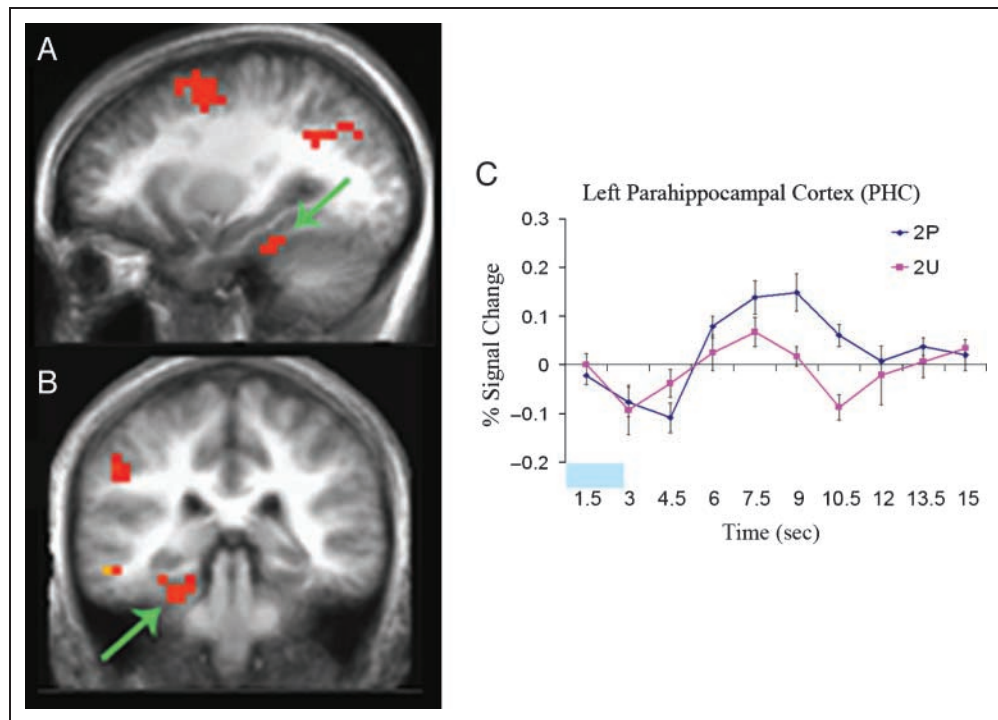 A
B
C
Left Parahippocampal Cortex (PHC)
0.3
0.2
0.1
0
–0.1
–0.2
% Signal Change
2P
2U
1.5 3 4.5 6 7.5 9 10.5 12 13.5 15
Time (sec)